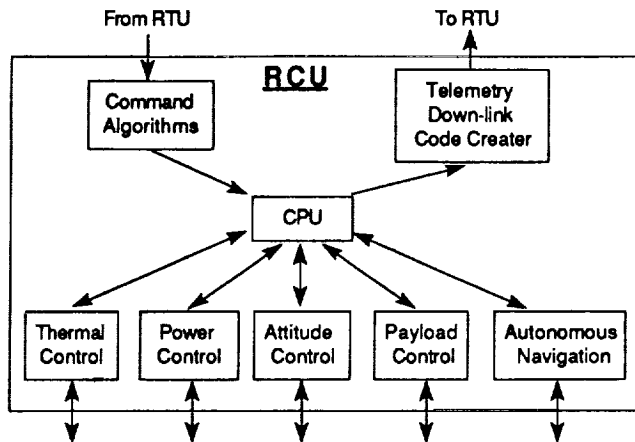 From RTU
To RTU
RCU
Command
Algorithms
Telemetry
Down-link
Code Creater
CPU
Thermal
Control
Power
Control
Attitude
Control
Payload
Control
Autonomous
Navigation